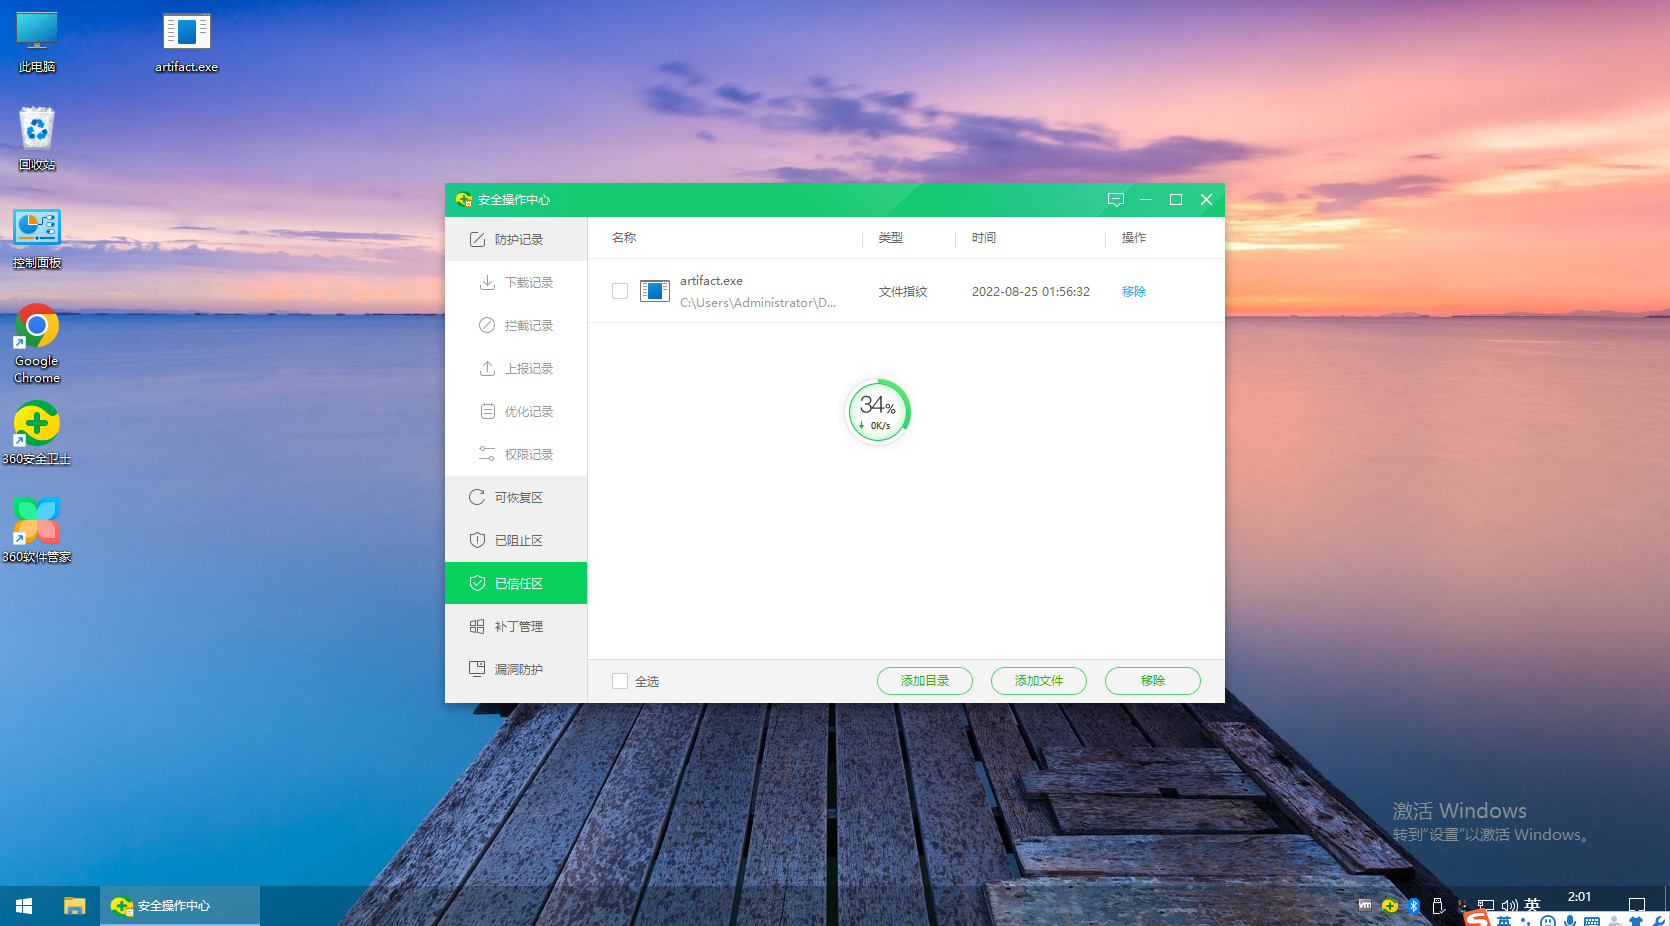 此电脑
artifact.exe
回收站
控制面板
Google
Chrome
360安全卫士
360软件管家
安全操作中心
防护记录
下载记录
拦截记录
上报记录
优化记录
权限记录
可恢复区
已阻止区
已信任区
补丁管理
漏洞防护
名称 类型 时间 操作
artifact.exe
C:\Users\Administrator\D...
文件指纹 2022-08-25 01:56:32 移除
34%
0K/s
全选 添加目录 添加文件 移除
激活 Windows
转到“设置”以激活 Windows。
安全操作中心
vm
英
2:01
英